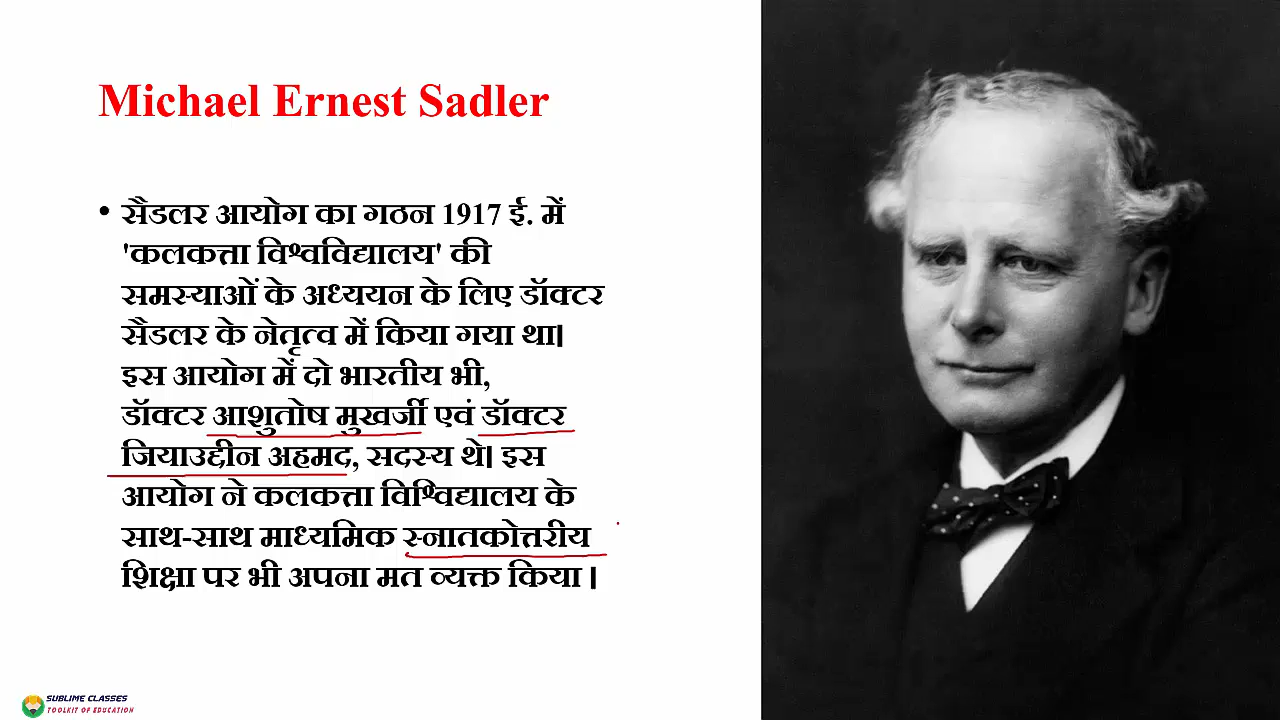 Michael Ernest Sadler
• सैडलर आयोग का गठन 1917 ई. में
'कलकत्ता विश्वविद्यालय' की
समस्याओं के अध्ययन के लिए डॉक्टर
सैडलर के नेतृत्व में किया गया था।
इस आयोग में दो भारतीय भी,
डॉक्टर आशुतोष मुखर्जी एवं डॉक्टर
जियाउद्दीन अहमद, सदस्य थे। इस
आयोग ने कलकत्ता विश्विद्यालय के
साथ-साथ माध्यमिक स्नातकोत्तरीय
शिक्षा पर भी अपना मत व्यक्त किया ।
SUBLIME CLASSES
TOOLKIT OF EDUCATION